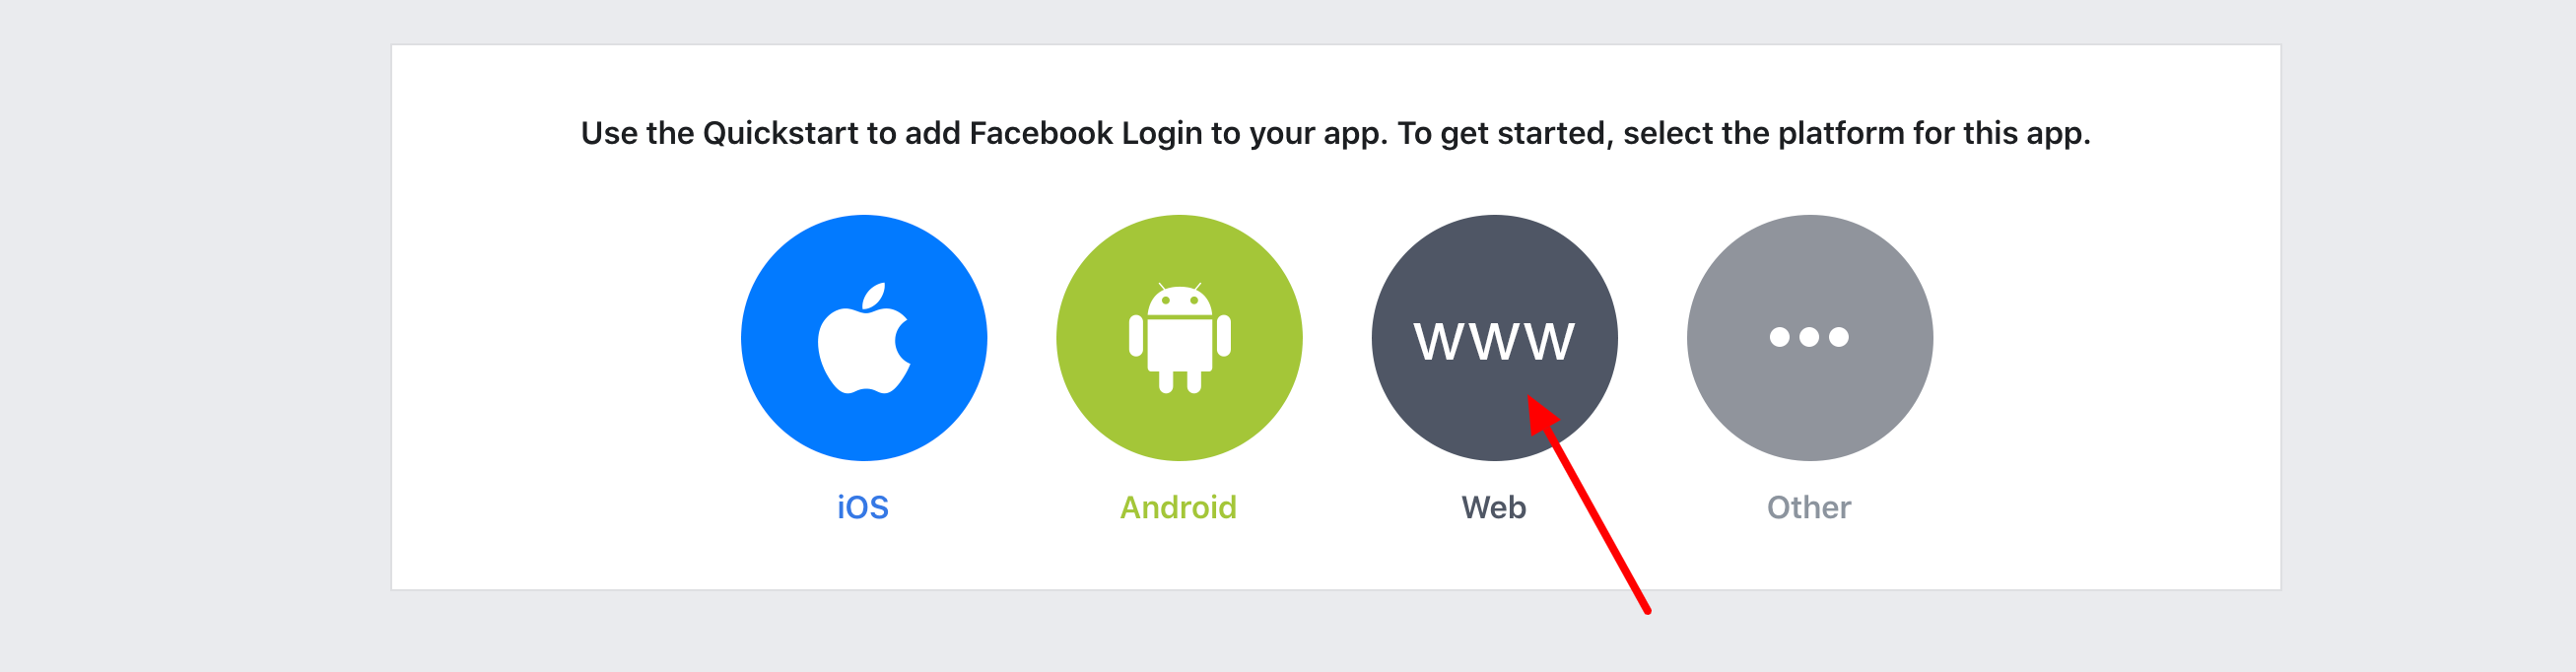 Use the Quickstart to add Facebook Login to your app. To get started, select the platform for this app.
www
iOS
Android
Web
Other